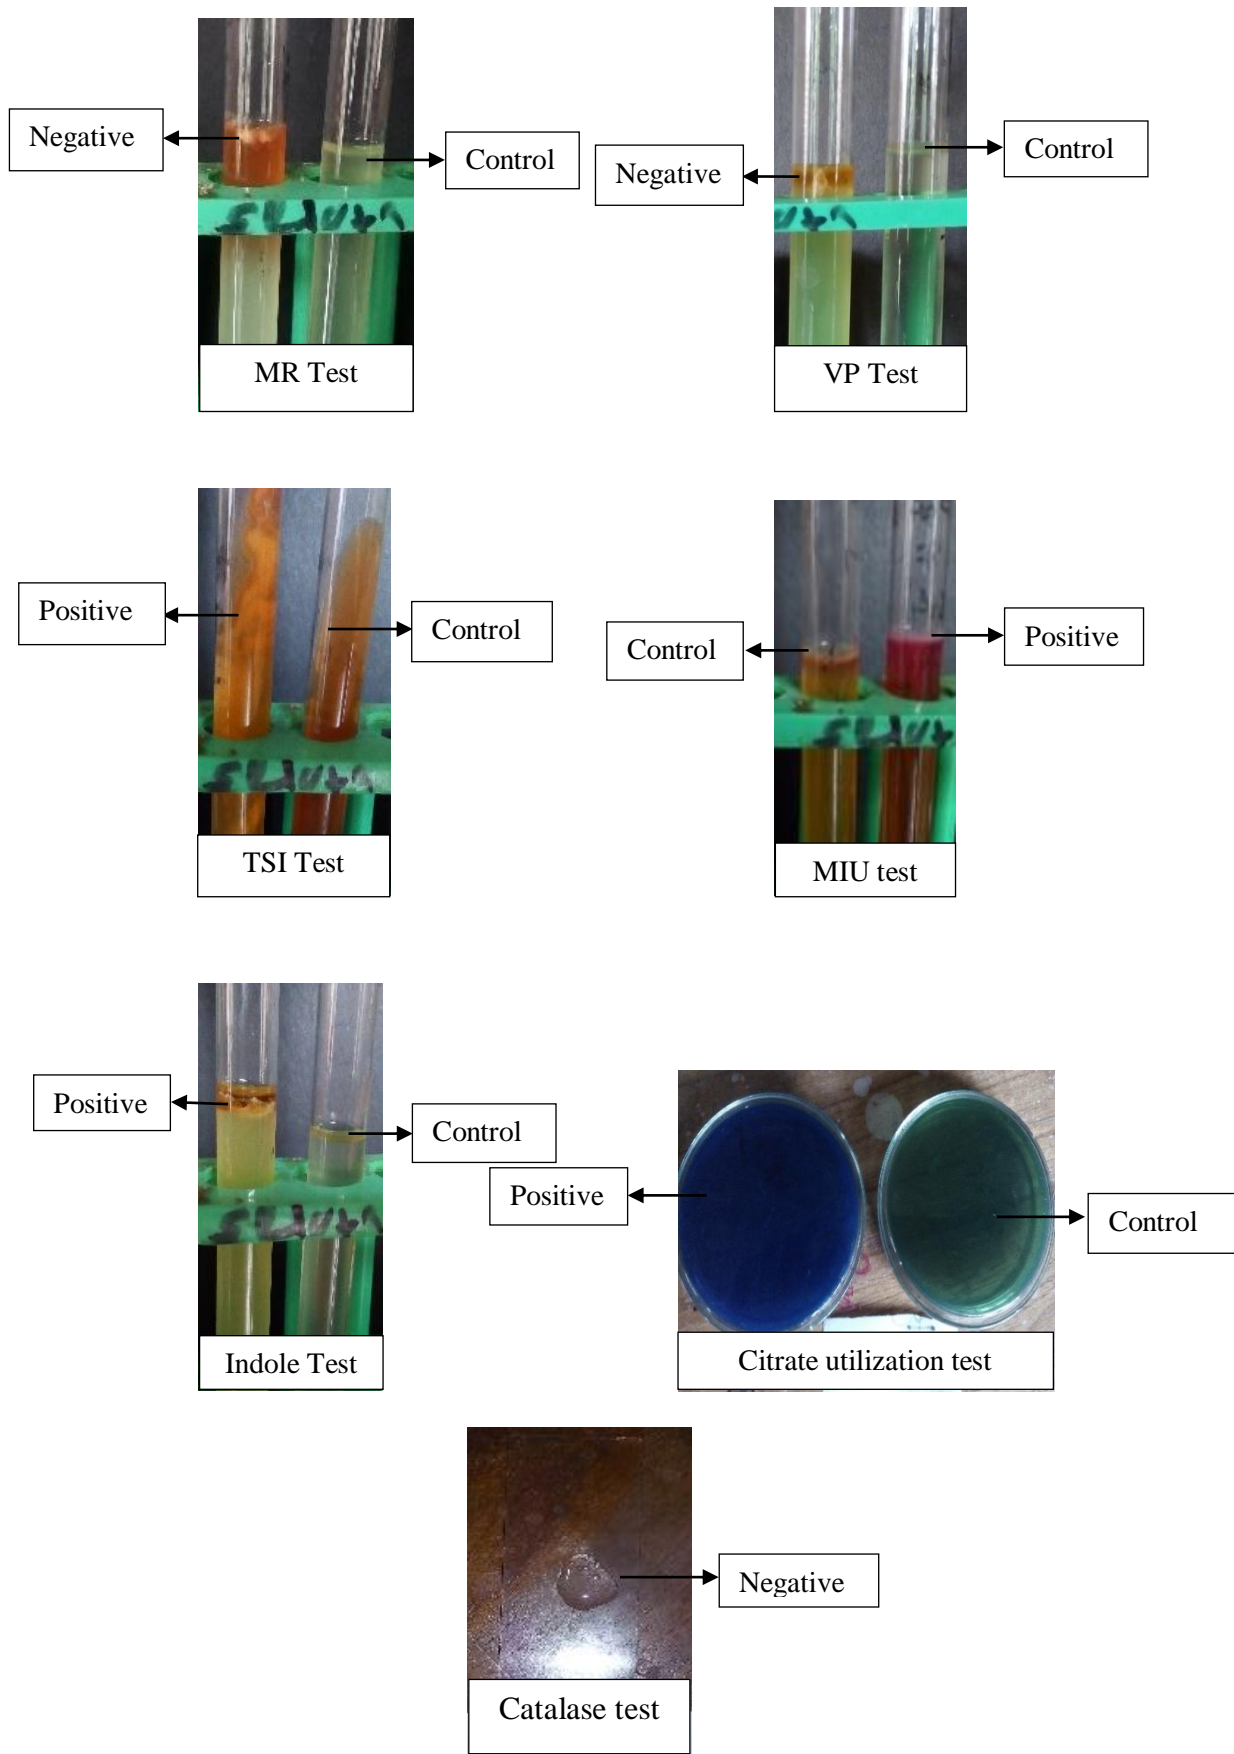 Negative
Control
MR Test
Negative
Control
VP Test
Positive
Control
TSI Test
Control
Positive
MIU test
Positive
Control
Indole Test
Positive
Control
Citrate utilization test
Negative
Catalase test